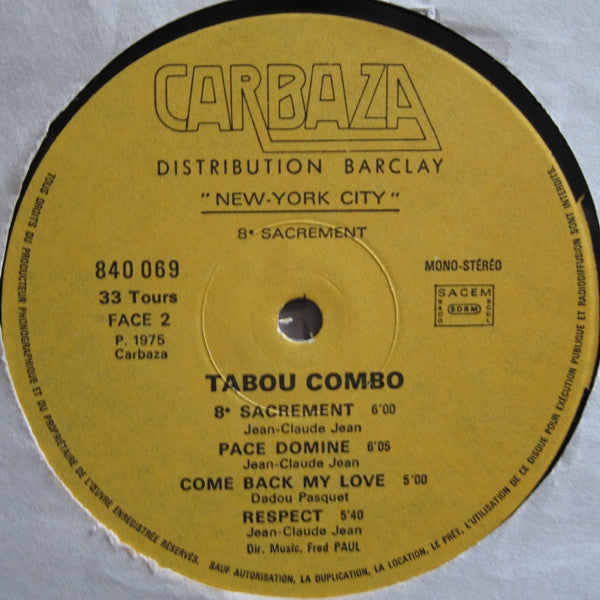 CARBAZA
DISTRIBUTION BARCLAY
"NEW-YORK CITY"
8e SACREMENT
840 069
33 Tours
FACE 2
P. 1975
Carbaza
MONO-STÉRÉO
SACEM
SACD
SDRM
SGDL
TABOU COMBO
8e SACREMENT 6'00
Jean-Claude Jean
PACE DOMINE 6'05
Jean-Claude Jean
COME BACK MY LOVE 5'00
Dadou Pasquet
RESPECT 5'40
Jean-Claude Jean
Dir. Music. Fred PAUL
TOUS DROITS DU PRODUCTEUR PHONOGRAPHIQUE ET DU PROPRIÉTAIRE DE L'ŒUVRE ENREGISTRÉE RÉSERVÉS. SAUF AUTORISATION, LA DUPLICATION, LA LOCATION, LE PRÊT, L'UTILISATION DE CE DISQUE POUR EXÉCUTION PUBLIQUE ET RADIODIFFUSION SONT INTERDITS.